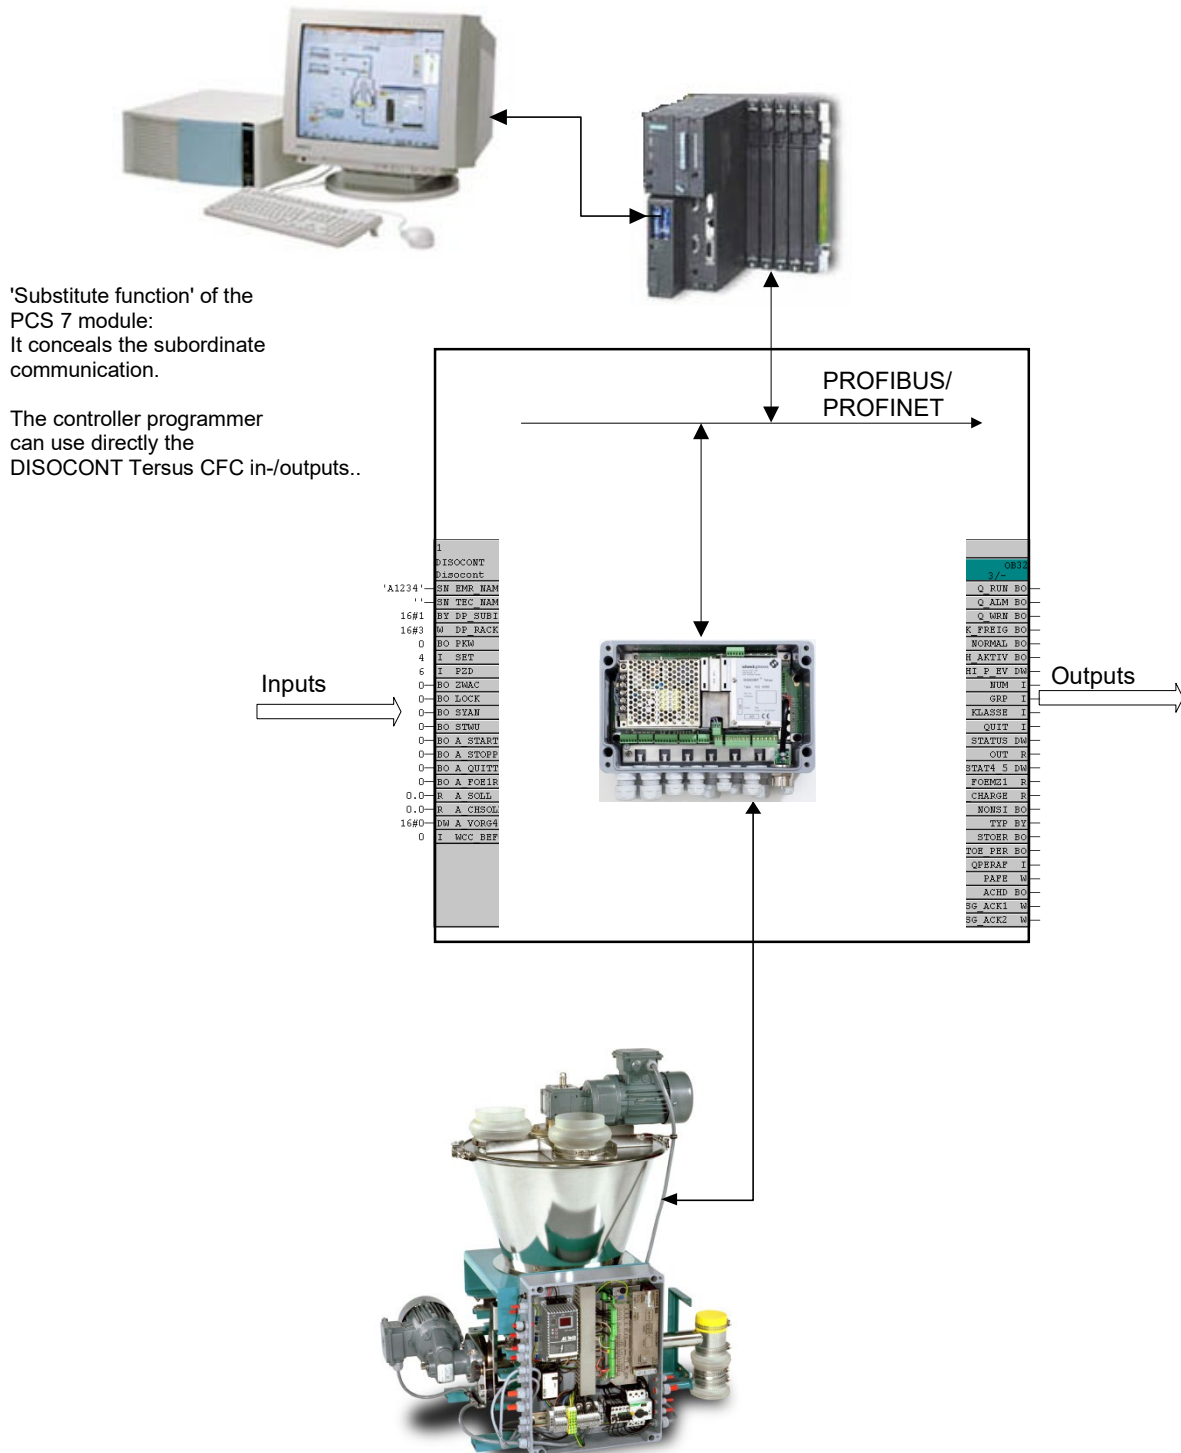 'Substitute function' of the
PCS 7 module:
It conceals the subordinate
communication.
The controller programmer
can use directly the
DISOCONT Tersus CFC in-/outputs..
PROFIBUS/
PROFINET
Inputs
Outputs
1
DISOCONT
Disocont
'A1234' SN EMR_NAM
'' SN TEC_NAM
16#1 BY DP_SUBI
16#3 W DP_RACK
0 BO PKW
4 I SET
6 I PZD
0 BO ZWAC
0 BO LOCK
0 BO SYAN
0 BO STWU
0 BO A_START
0 BO A_STOPP
0 BO A_QUITT
0 BO A_FOE1R
0.0 R A_SOLL
0.0 R A_CHSOL
16#0 DW A_VORG4
0 I WCC_BEF
OB32
3/-
Q_RUN BO
Q_ALM BO
Q_WRN BO
K_FREIG BO
NORMAL BO
H_AKTIV BO
HI_P_EV DW
NUM I
GRP I
KLASSE I
QUIT I
STATUS DW
OUT R
STAT4_5 DW
FOEMZ1 R
CHARGE R
NONSI BO
TYP BY
STOER BO
TOE_PER BO
QPERAF I
PAFE W
ACHD BO
SG_ACK1 W
SG_ACK2 W